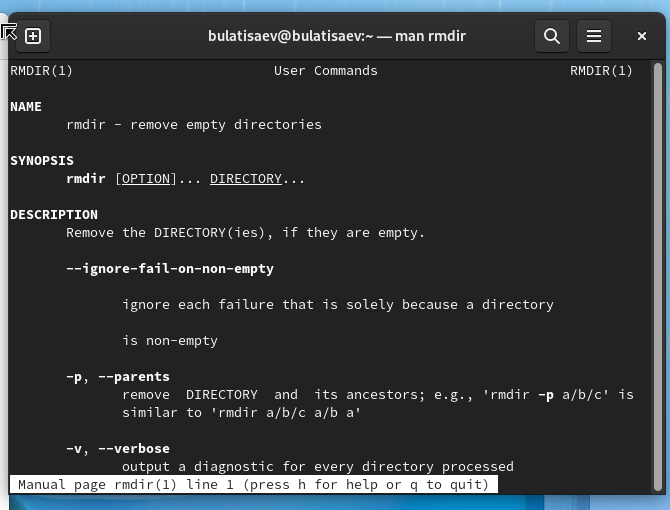 bulatisaev@bulatisaev:~ — man rmdir
RMDIR(1) User Commands RMDIR(1)
NAME
rmdir - remove empty directories
SYNOPSIS
rmdir [OPTION]... DIRECTORY...
DESCRIPTION
Remove the DIRECTORY(ies), if they are empty.
--ignore-fail-on-non-empty
ignore each failure that is solely because a directory
is non-empty
-p, --parents
remove DIRECTORY and its ancestors; e.g., 'rmdir -p a/b/c' is
similar to 'rmdir a/b/c a/b a'
-v, --verbose
output a diagnostic for every directory processed
Manual page rmdir(1) line 1 (press h for help or q to quit)